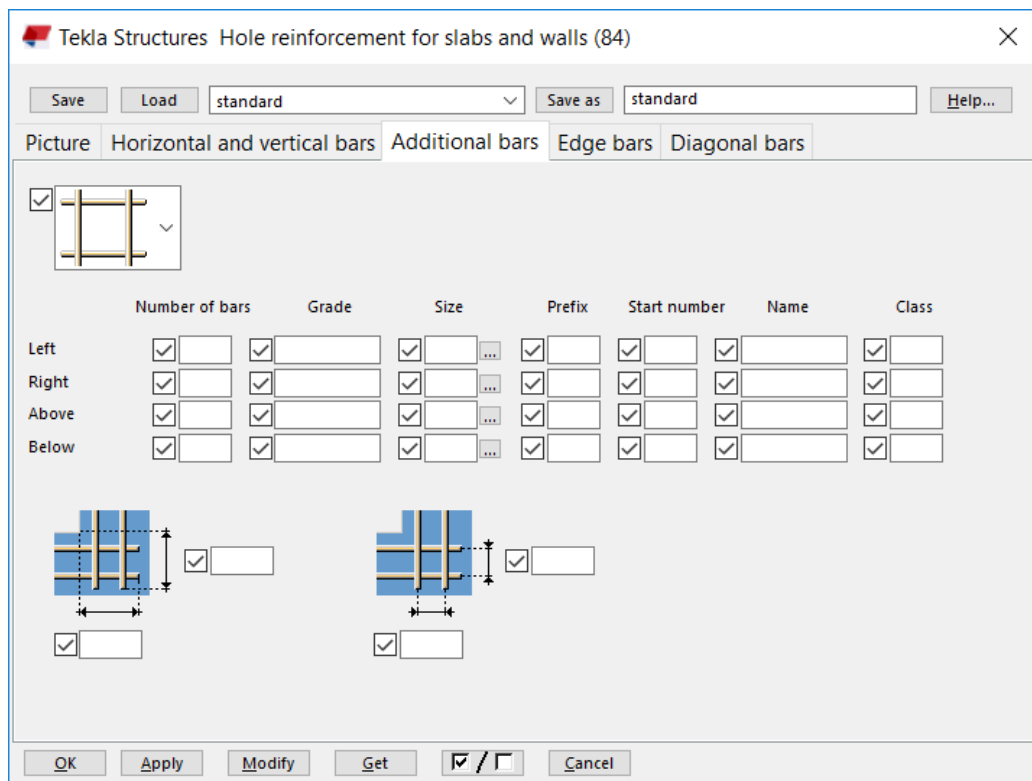 Tekla Structures Hole reinforcement for slabs and walls (84)
Save Load standard Save as standard Help...
Picture Horizontal and vertical bars Additional bars Edge bars Diagonal bars
Number of bars Grade Size Prefix Start number Name Class
Left ...
Right ...
Above ...
Below ...
OK Apply Modify Get / Cancel